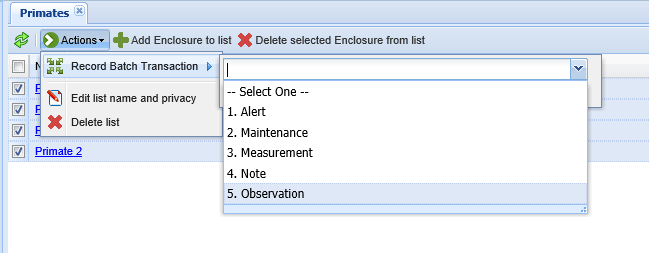 Primates
Actions Add Enclosure to list Delete selected Enclosure from list
Record Batch Transaction
Edit list name and privacy
Delete list
-- Select One --
1. Alert
2. Maintenance
3. Measurement
4. Note
5. Observation
N
P
P
P
Primate 2